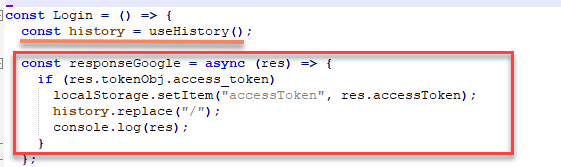 const Login = () => {
const history = useHistory();
const responseGoogle = async (res) => {
if (res.tokenObj.access_token)
localStorage.setItem("accessToken", res.accessToken);
history.replace("/");
console.log(res);
}
};